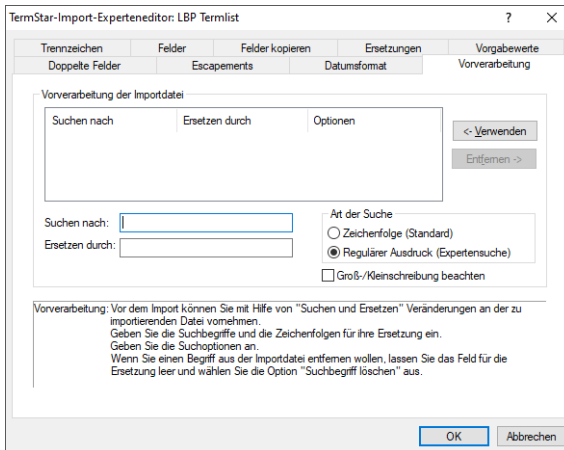 TermStar-Import-Experteneditor: LBP Termlist
Trennzeichen Felder Felder kopieren Ersetzungen Vorgabewerte
Doppelte Felder Escapements Datumsformat Vorverarbeitung
Vorverarbeitung der Importdatei
Suchen nach Ersetzen durch Optionen
<- Verwenden
Entfernen ->
Suchen nach:
Ersetzen durch:
Art der Suche
Zeichenfolge (Standard)
Regulärer Ausdruck (Expertensuche)
Groß-/Kleinschreibung beachten
Vorverarbeitung: Vor dem Import können Sie mit Hilfe von "Suchen und Ersetzen" Veränderungen an der zu
importierenden Datei vornehmen.
Geben Sie die Suchbegriffe und die Zeichenfolgen für ihre Ersetzung ein.
Geben Sie die Suchoptionen an.
Wenn Sie einen Begriff aus der Importdatei entfernen wollen, lassen Sie das Feld für die
Ersetzung leer und wählen Sie die Option "Suchbegriff löschen" aus.
OK Abbrechen